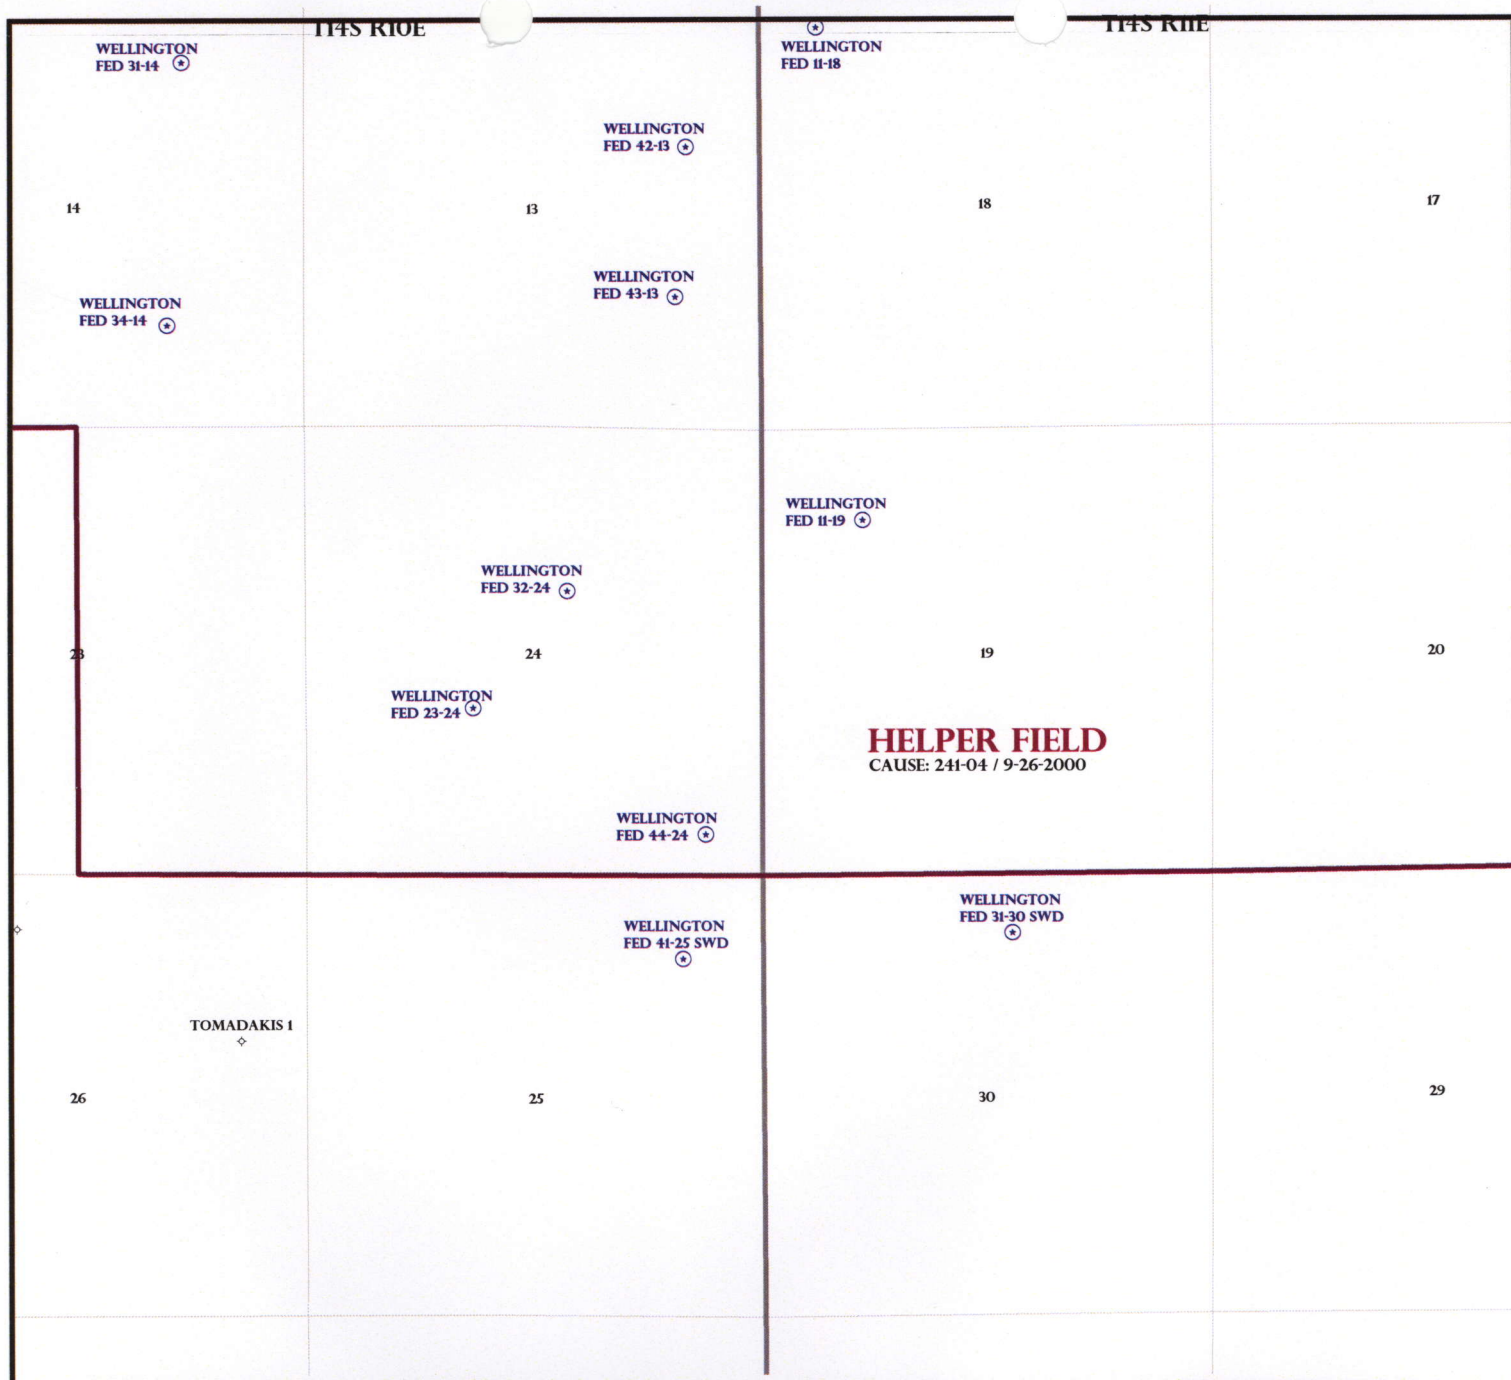 T14S R10E
T14S R11E
WELLINGTON
FED 31-14
WELLINGTON
FED 11-18
WELLINGTON
FED 42-13
14
13
18
17
WELLINGTON
FED 43-13
WELLINGTON
FED 34-14
WELLINGTON
FED 11-19
WELLINGTON
FED 32-24
23
24
19
20
WELLINGTON
FED 23-24
HELPER FIELD
CAUSE: 241-04 / 9-26-2000
WELLINGTON
FED 44-24
WELLINGTON
FED 31-30 SWD
WELLINGTON
FED 41-25 SWD
TOMADAKIS 1
26
25
30
29